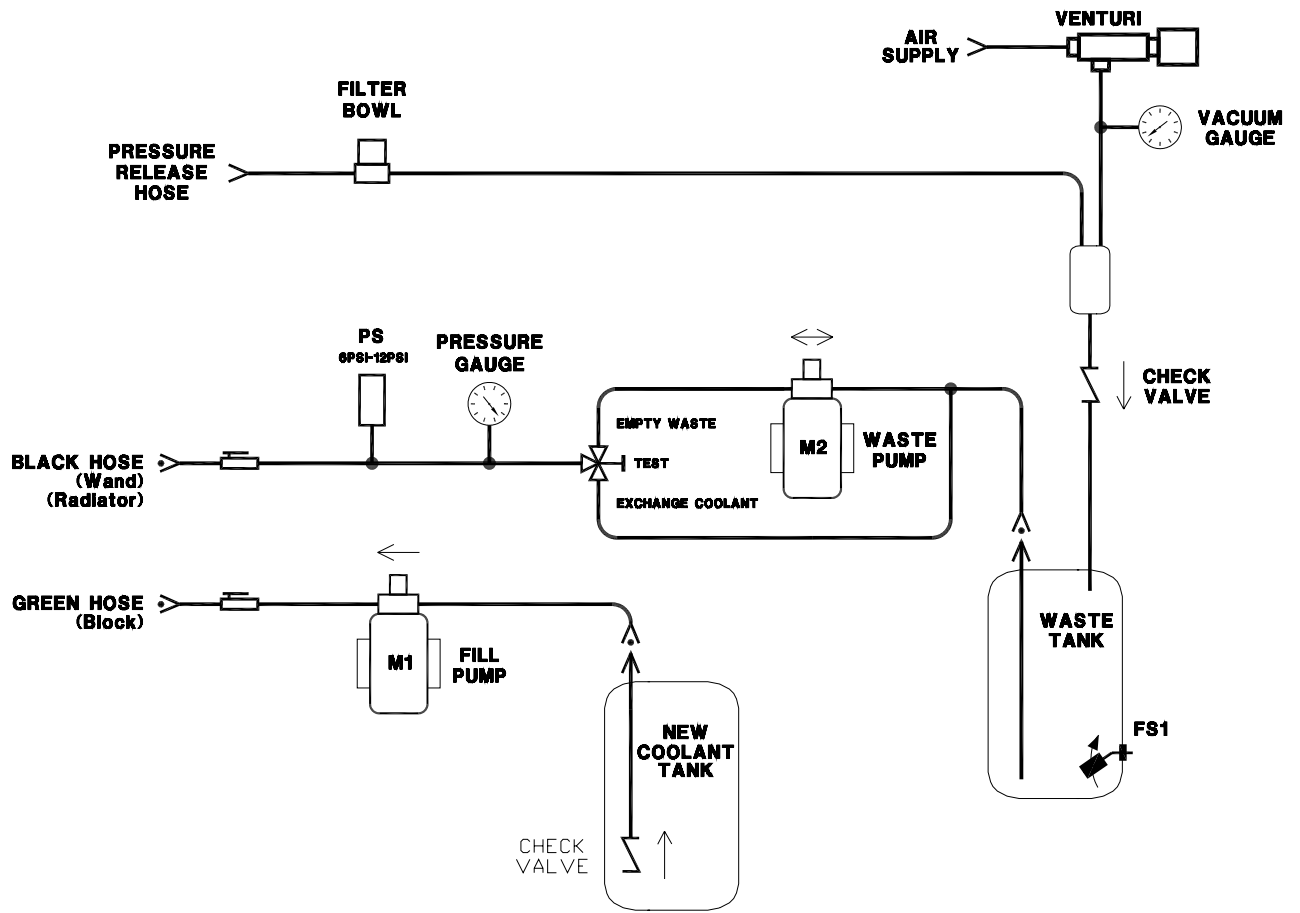 VENTURI
AIR
SUPPLY
FILTER
BOWL
VACUUM
GAUGE
PRESSURE
RELEASE
HOSE
PS
6PSI-12PSI
PRESSURE
GAUGE
CHECK
VALVE
EMPTY WASTE
M2
WASTE
PUMP
BLACK HOSE
(Wand)
(Radiator)
TEST
EXCHANGE COOLANT
GREEN HOSE
(Block)
M1
FILL
PUMP
WASTE
TANK
NEW
COOLANT
TANK
FS1
CHECK
VALVE